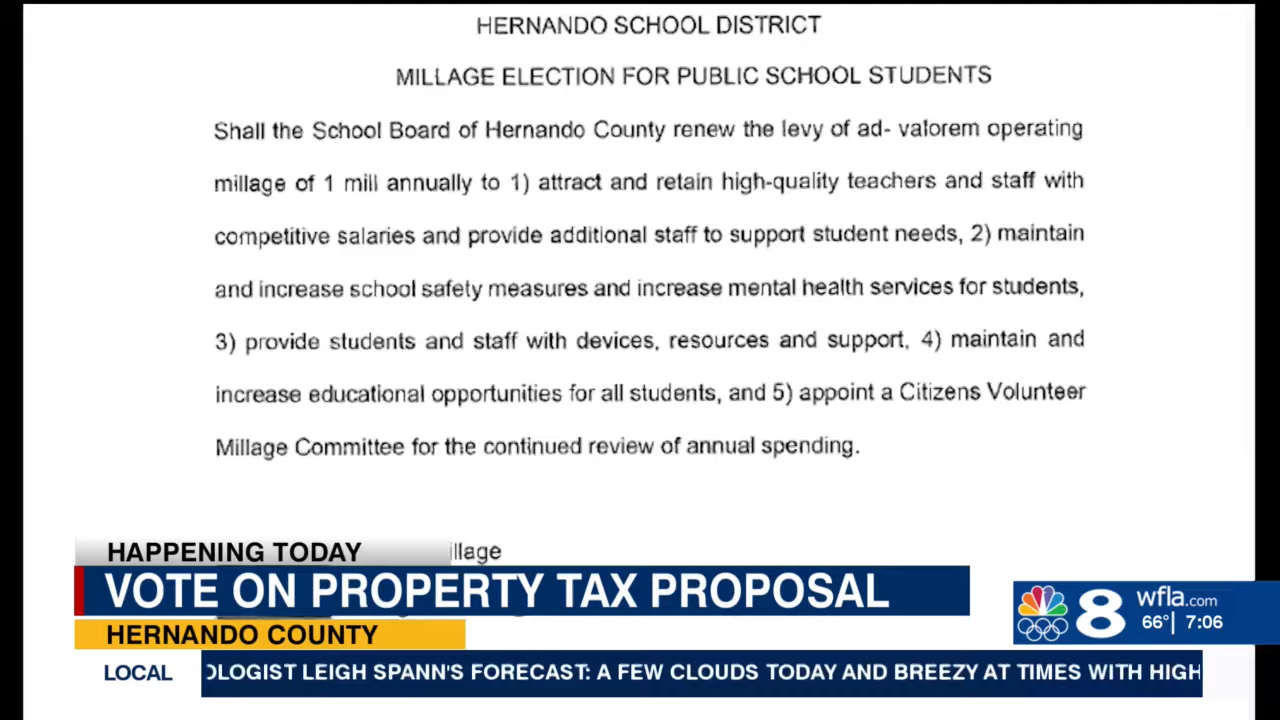 HERNANDO SCHOOL DISTRICT
MILLAGE ELECTION FOR PUBLIC SCHOOL STUDENTS
Shall the School Board of Hernando County renew the levy of ad- valorem operating
millage of 1 mill annually to 1) attract and retain high-quality teachers and staff with
competitive salaries and provide additional staff to support student needs, 2) maintain
and increase school safety measures and increase mental health services for students,
3) provide students and staff with devices, resources and support, 4) maintain and
increase educational opportunities for all students, and 5) appoint a Citizens Volunteer
Millage Committee for the continued review of annual spending.
HAPPENING TODAY
illage
VOTE ON PROPERTY TAX PROPOSAL
HERNANDO COUNTY
8 wfla.com
66° | 7:06
LOCAL OLOGIST LEIGH SPANN'S FORECAST: A FEW CLOUDS TODAY AND BREEZY AT TIMES WITH HIGH